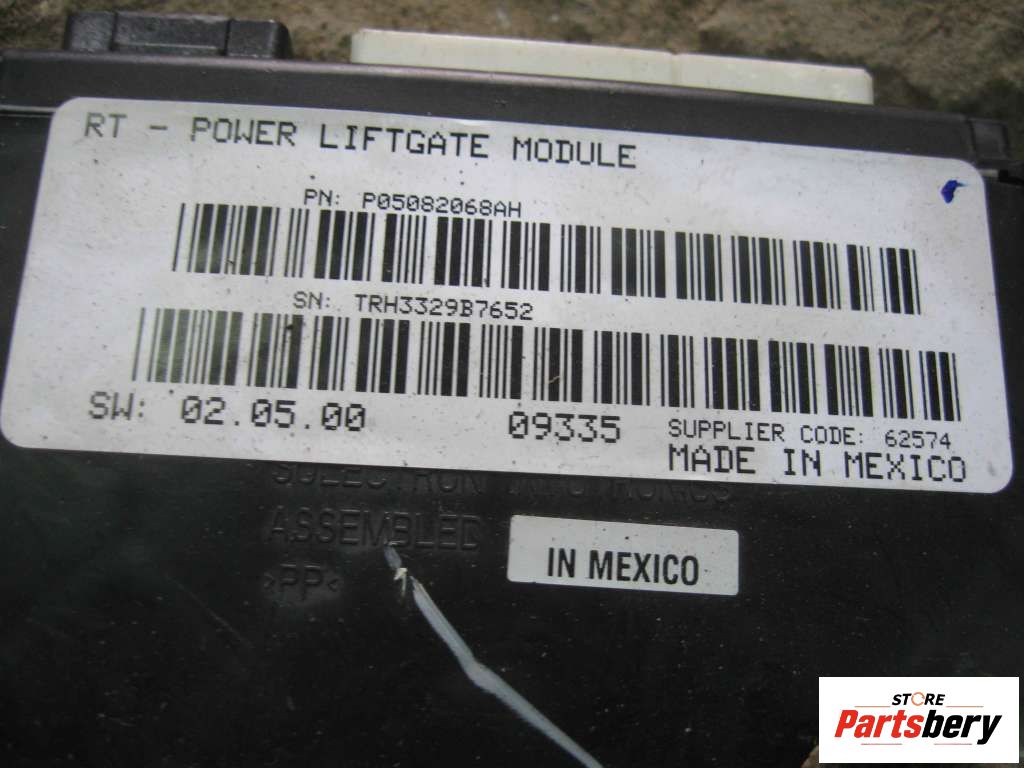 RT - POWER LIFTGATE MODULE
PN: P05082068AH
SN: TRH3329B7652
SW: 02.05.00 09335 SUPPLIER CODE: 62574
MADE IN MEXICO
ASSEMBLED
IN MEXICO
>PP<
STORE
Partsbery